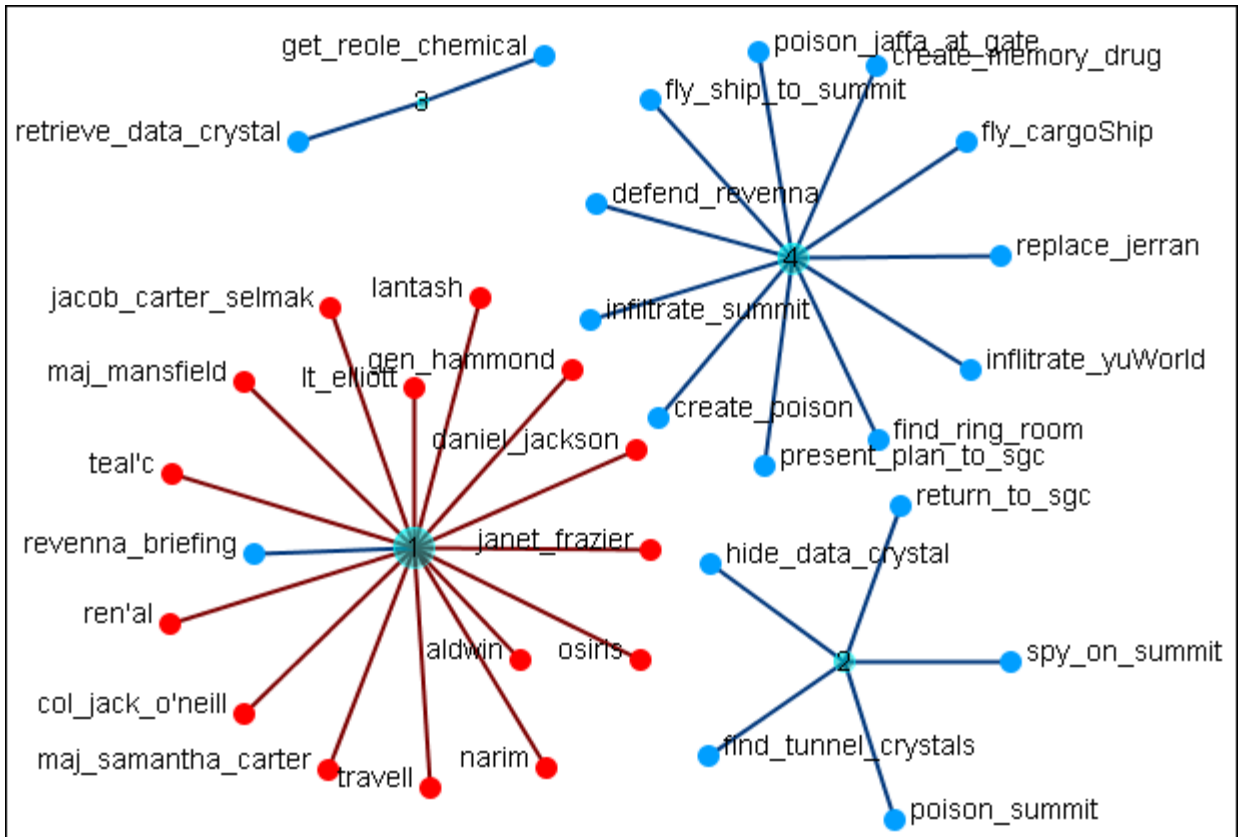 get_reole_chemical
3
retrieve_data_crystal
poison_jaffa_at_gate
create_memory_drug
fly_ship_to_summit
fly_cargoShip
defend_revenna
4
replace_jerran
infiltrate_summit
inflitrate_yuWorld
create_poison
find_ring_room
present_plan_to_sgc
jacob_carter_selmak
lantash
maj_mansfield
gen_hammond
lt_elliott
daniel_jackson
teal'c
revenna_briefing
1
janet_frazier
ren'al
aldwin
osiris
col_jack_o'neill
maj_samantha_carter
travell
narim
return_to_sgc
hide_data_crystal
2
spy_on_summit
find_tunnel_crystals
poison_summit